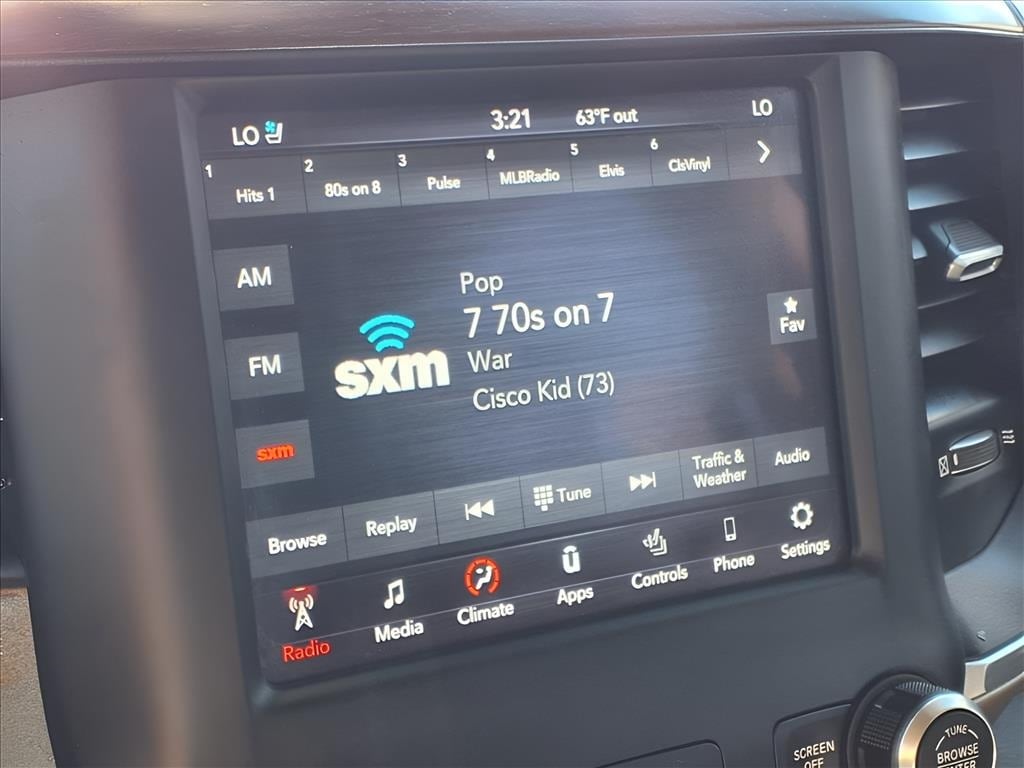 LO 3:21 63°F out LO
1 Hits 1 2 80s on 8 3 Pulse 4 MLBRadio 5 Elvis 6 ClsVinyl
AM
FM
sxm
sxm
Pop
7 70s on 7
War
Cisco Kid (73)
Fav
Browse Replay Tune Traffic & Weather Audio
Radio Media Climate Apps Controls Phone Settings
SCREEN
OFF
TUNE
BROWSE
ENTER